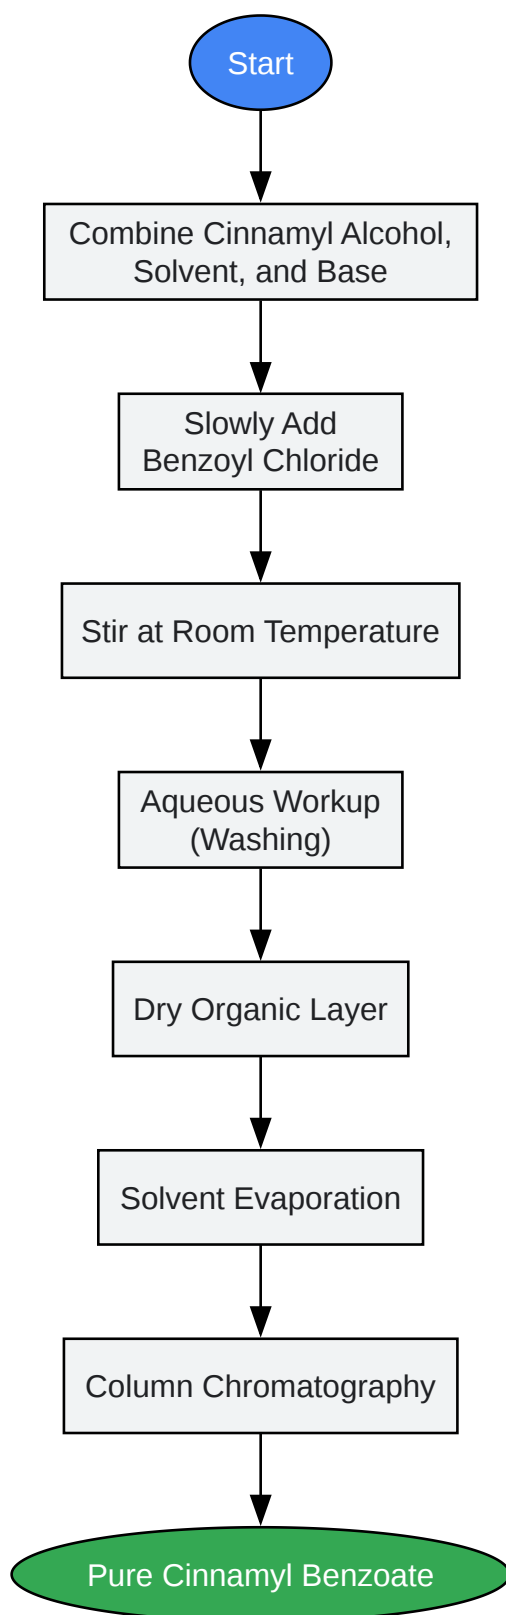 Start
Combine Cinnamyl Alcohol,
Solvent, and Base
Slowly Add
Benzoyl Chloride
Stir at Room Temperature
Aqueous Workup
(Washing)
Dry Organic Layer
Solvent Evaporation
Column Chromatography
Pure Cinnamyl Benzoate